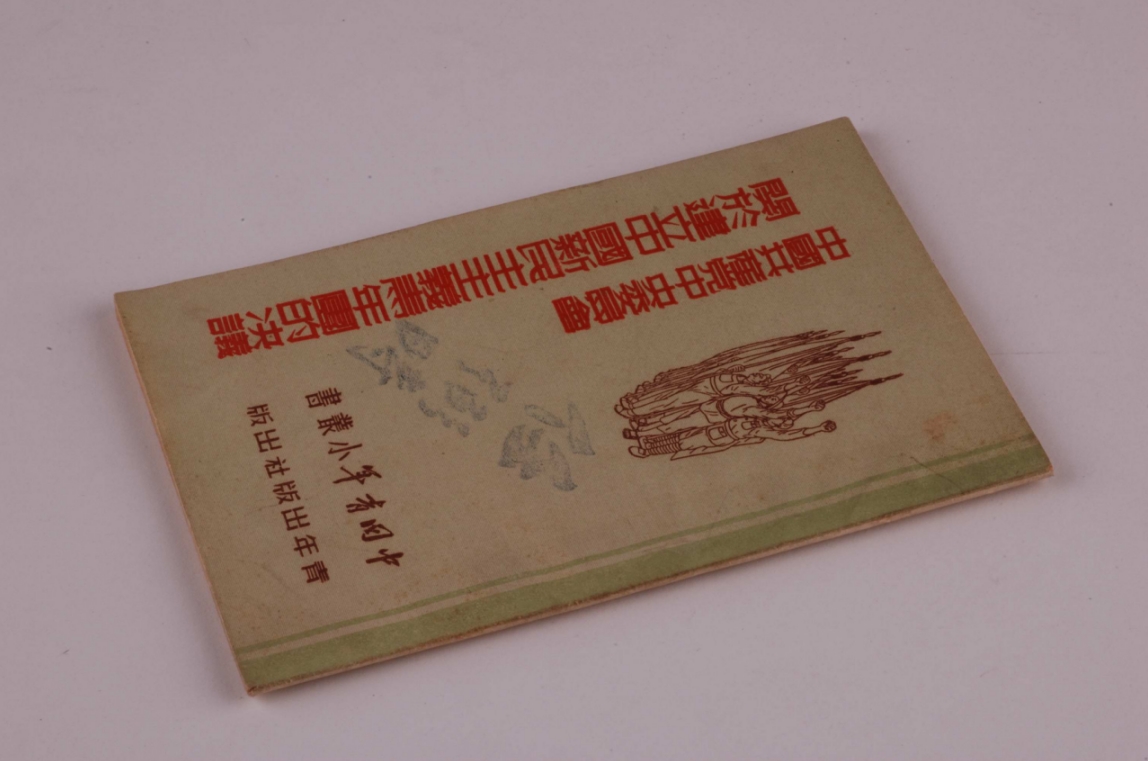 中國共產黨中央委員會
關於建立中國新民主主義青年團的決議
中国青年小叢書
青年出版社出版